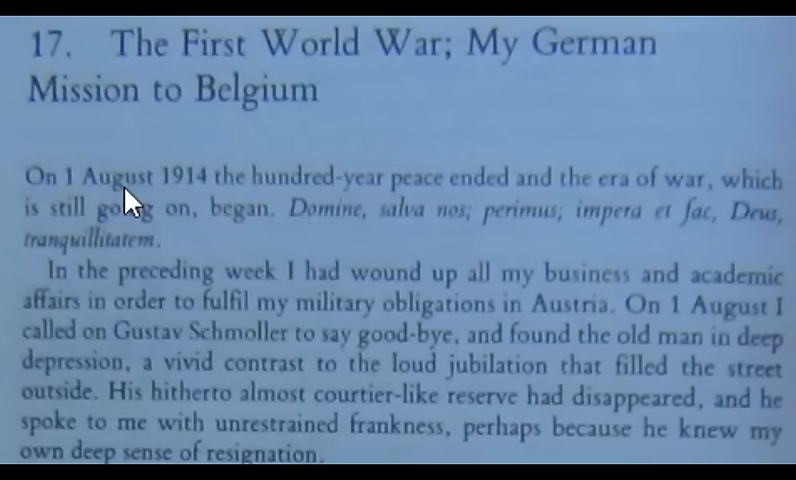 17. The First World War; My German
Mission to Belgium
On 1 August 1914 the hundred-year peace ended and the era of war, which
is still going on, began. Domine, salva nos; perimus; impera et fac, Deus,
tranquillitatem.
In the preceding week I had wound up all my business and academic
affairs in order to fulfil my military obligations in Austria. On 1 August I
called on Gustav Schmoller to say good-bye, and found the old man in deep
depression, a vivid contrast to the loud jubilation that filled the street
outside. His hitherto almost courtier-like reserve had disappeared, and he
spoke to me with unrestrained frankness, perhaps because he knew my
own deep sense of resignation.